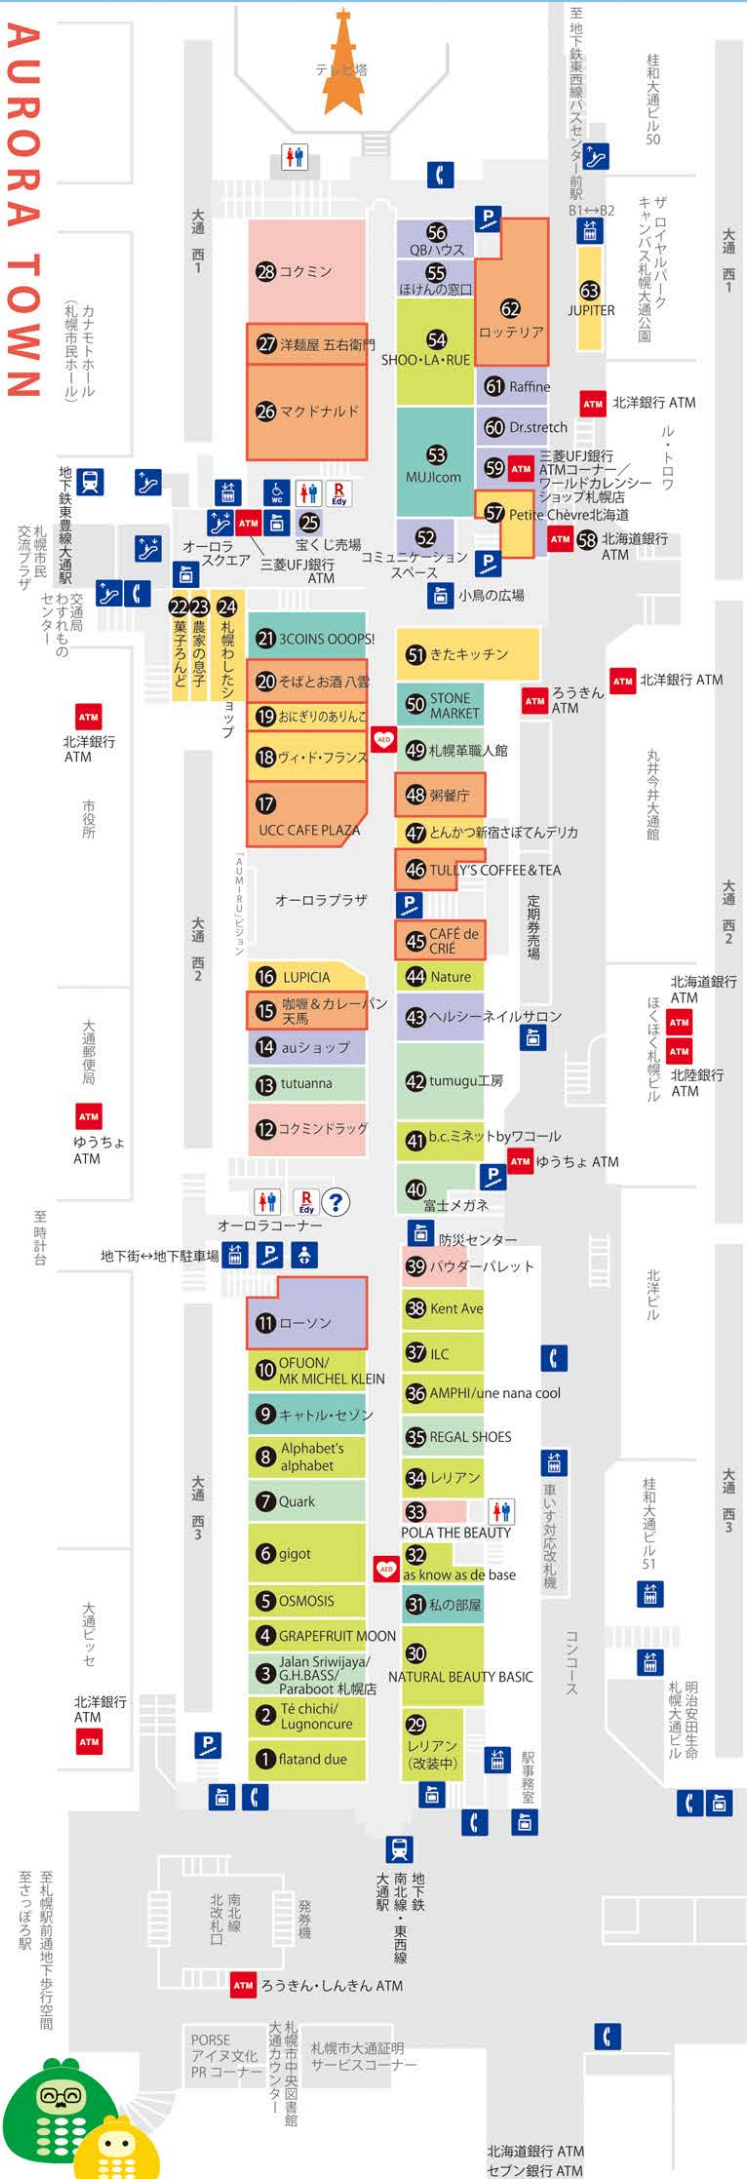 AURORA TOWN
テレビ塔
至 地下鉄東西線バスセンター前駅
桂和大通ビル50
B1↔B2
ザ ロイヤルパーク
キャンバス札幌大通公園
大通 西1
大通 西1
カナモトホール
(札幌市民ホール)
28 コクミン
27 洋麺屋 五右衛門
26 マクドナルド
56
QBハウス
55
ほけんの窓口
54
SHOO・LA・RUE
53
MUJIcom
52
コミュニケーション
スペース
62
ロッテリア
63
JUPITER
61 Raffine
60 Dr.stretch
59 ATM 三菱UFJ銀行
ATMコーナー／
ワールドカレンシー
ショップ札幌店
57 Petite Chèvre北海道
ATM 58 北海道銀行
ATM
ATM 北洋銀行 ATM
ル・トロワ
小鳥の広場
地下鉄東豊線大通駅
札幌市民
交流プラザ
交通局
わすれもの
センター
WC
R
Edy
ATM
オーロラ
スクエア
三菱UFJ銀行
ATM
25
宝くじ売場
22 菓子ろんど
23 農家の息子
24 札幌わしたショップ
21 3COINS OOOPS!
20 そばとお酒 八雲
19 おにぎりのありんこ
18 ヴィ・ド・フランス
17
UCC CAFE PLAZA
AED
51 きたキッチン
50 STONE
MARKET
49 札幌革職人館
48 粥餐庁
47 とんかつ新宿さぼてんデリカ
46 TULLY'S COFFEE & TEA
P
45 CAFÉ de
CRIÉ
44 Nature
43 ヘルシーネイルサロン
42 tumugu工房
41 b.c.ミネットbyワコール
40
富士メガネ
ATM ろうきん
ATM
ATM 北洋銀行 ATM
丸井今井大通館
ATM
北洋銀行
ATM
市役所
「AUMIRU」ビジョン
オーロラプラザ
定期券売場
大通 西2
大通 西2
16 LUPICIA
15 咖喱＆カレーパン
天馬
14 auショップ
13 tutuanna
12 コクミンドラッグ
北海道銀行
ATM
ATM
ATM
北陸銀行
ATM
ほくほく札幌ビル
大通郵便局
ATM
ゆうちょ
ATM
P
ATM ゆうちょ ATM
R
Edy
?
オーロラコーナー
至 時計台
地下街↔地下駐車場
P
防災センター
39 パウダーパレット
38 Kent Ave
37 ILC
36 AMPHI/une nana cool
35 REGAL SHOES
34 レリアン
33
POLA THE BEAUTY
32
as know as de base
31 私の部屋
30
NATURAL BEAUTY BASIC
29
レリアン
(改装中)
11 ローソン
10 OFUON/
MK MICHEL KLEIN
9 キャトル・セゾン
8 Alphabet's
alphabet
7 Quark
6 gigot
5 OSMOSIS
4 GRAPEFRUIT MOON
3 Jalan Sriwijaya/
G.H.BASS/
Paraboot 札幌店
2 Té chichi/
Lugnoncure
1 flatand due
AED
北洋ビル
大通 西3
大通 西3
車いす対応改札機
桂和大通ビル51
コンコース
明治安田生命
札幌大通ビル
大通ビッセ
北洋銀行
ATM
ATM
P
駅事務室
地下鉄
南北線・東西線
大通駅
南北線
北改札口
発券機
至札幌駅前通地下歩行空間
至さっぽろ駅
ATM ろうきん・しんきん ATM
PORSE
アイヌ文化
PR コーナー
札幌市中央図書館
大通カウンター
札幌市大通証明
サービスコーナー
北海道銀行 ATM
セブン銀行 ATM